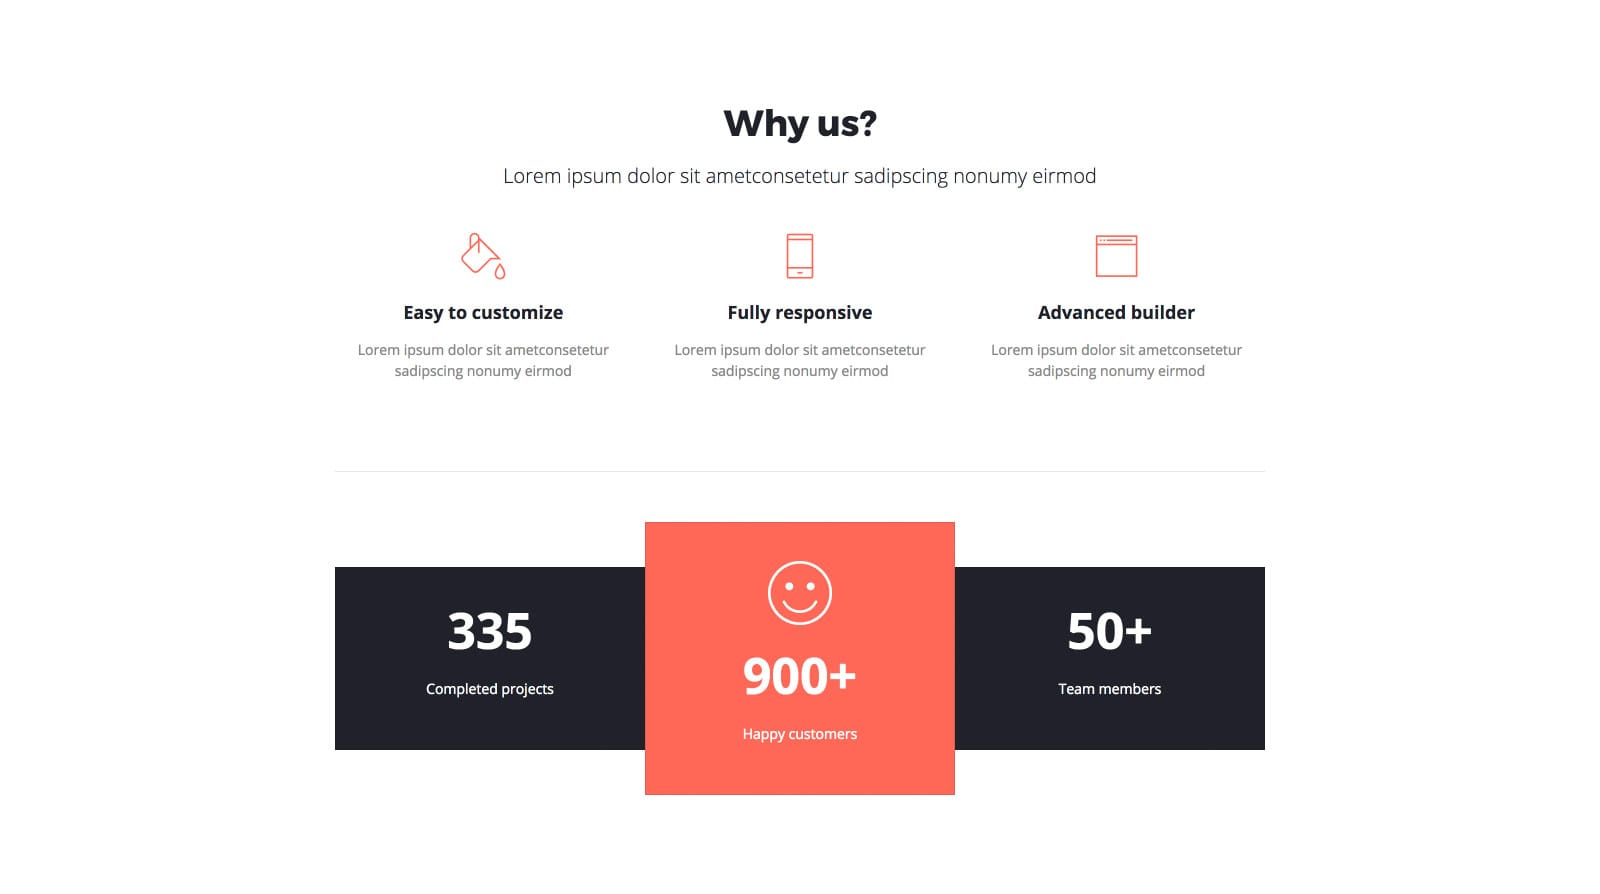 Why us?
Lorem ipsum dolor sit ametconsetetur sadipscing nonumy eirmod
Easy to customize
Lorem ipsum dolor sit ametconsetetur
sadipscing nonumy eirmod
Fully responsive
Lorem ipsum dolor sit ametconsetetur
sadipscing nonumy eirmod
Advanced builder
Lorem ipsum dolor sit ametconsetetur
sadipscing nonumy eirmod
335
Completed projects
900+
Happy customers
50+
Team members